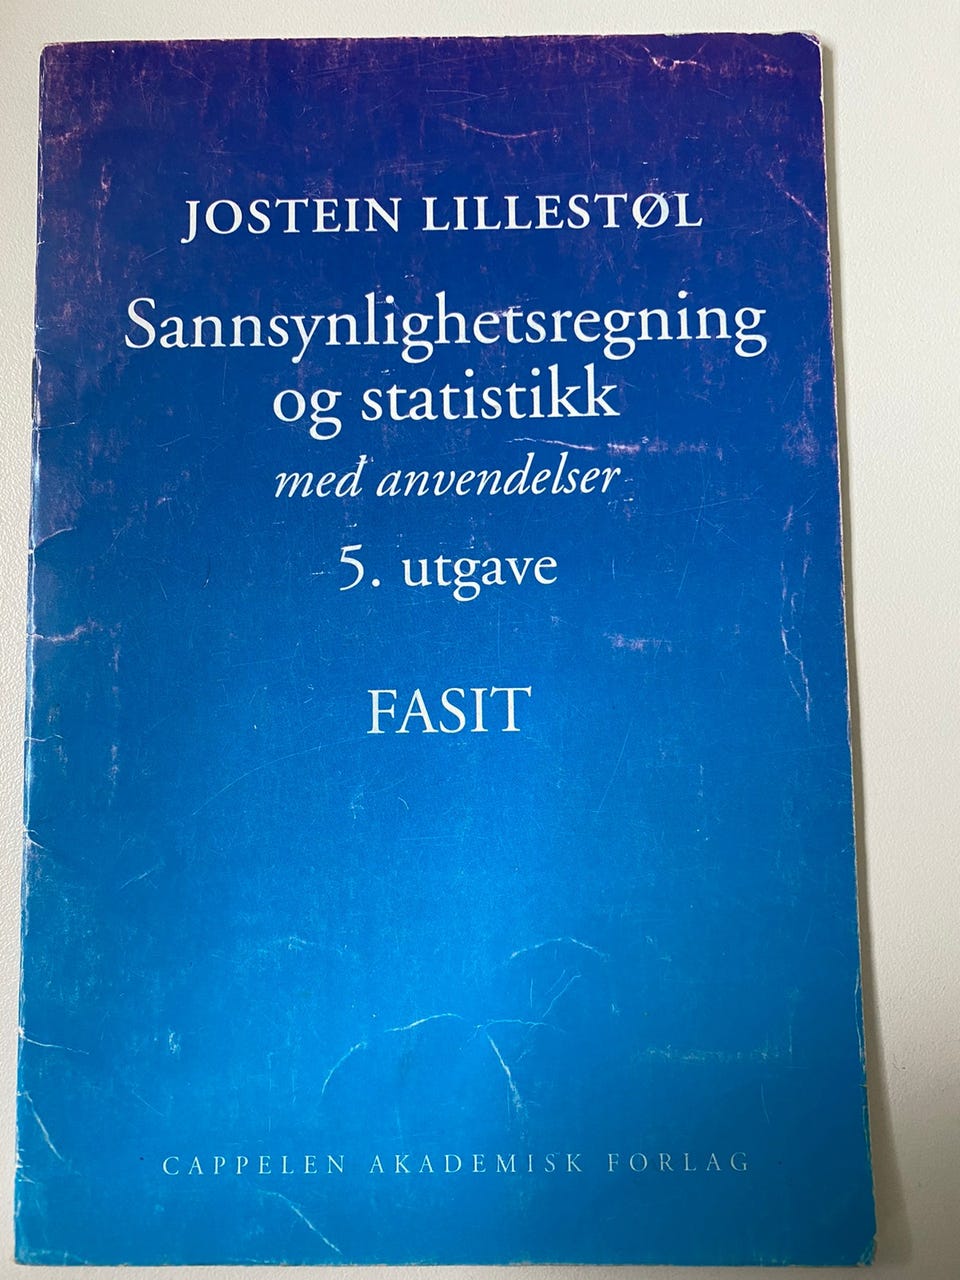 JOSTEIN LILLESTØL
Sannsynlighetsregning
og statistikk
med anvendelser
5. utgave
FASIT
CAPPELEN AKADEMISK FORLAG